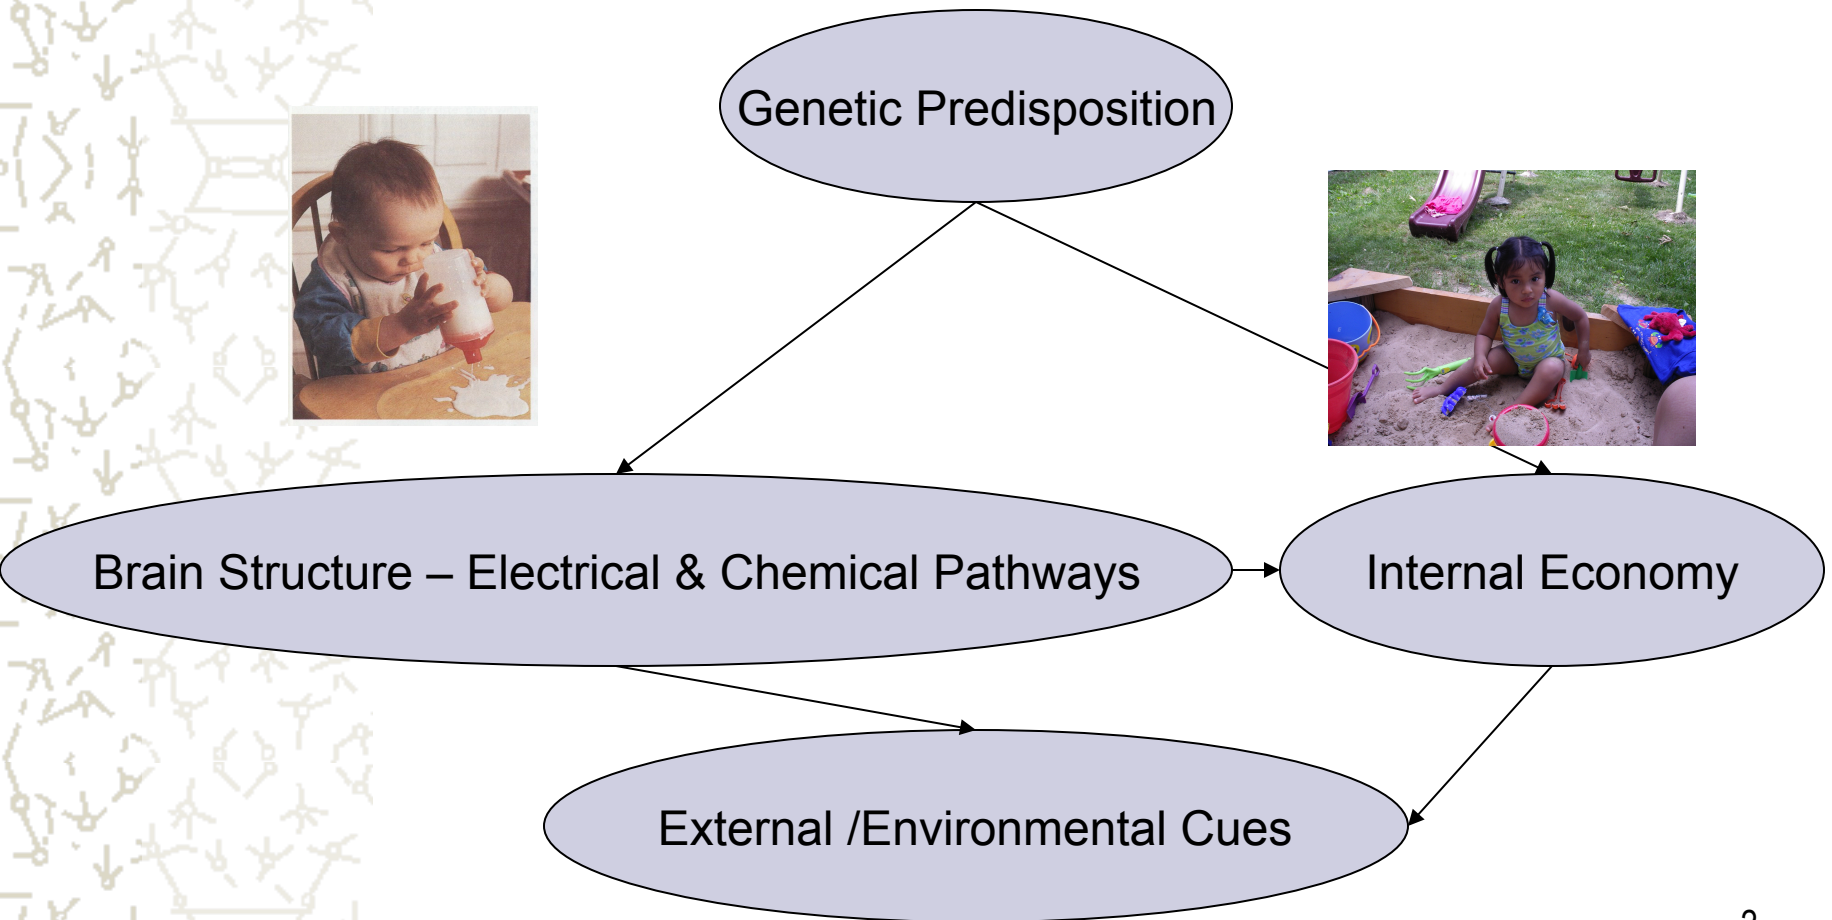 Genetic Predisposition
Brain Structure – Electrical & Chemical Pathways
Internal Economy
External /Environmental Cues